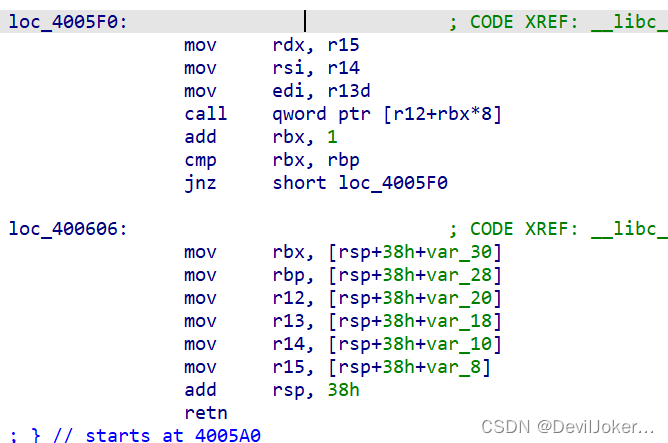 loc_4005F0: ; CODE XREF: __libc_
mov rdx, r15
mov rsi, r14
mov edi, r13d
call qword ptr [r12+rbx*8]
add rbx, 1
cmp rbx, rbp
jnz short loc_4005F0
loc_400606: ; CODE XREF: __libc_
mov rbx, [rsp+38h+var_30]
mov rbp, [rsp+38h+var_28]
mov r12, [rsp+38h+var_20]
mov r13, [rsp+38h+var_18]
mov r14, [rsp+38h+var_10]
mov r15, [rsp+38h+var_8]
add rsp, 38h
retn
; } // starts at 4005A0
CSDN @DevilJoker...